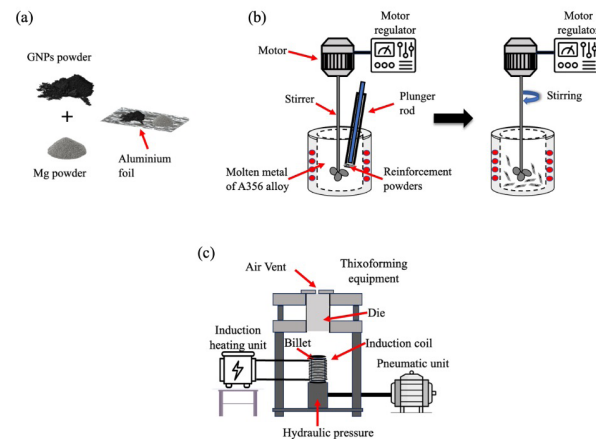 (a)
GNPs powder
+
Mg powder
Aluminium
foil
(b)
Motor
regulator
Motor
Stirrer
Plunger
rod
Molten metal
of A356 alloy
Reinforcement
powders
Motor
regulator
Stirring
(c)
Air Vent
Thixoforming
equipment
Die
Induction
heating unit
Billet
Induction coil
Pneumatic unit
Hydraulic pressure